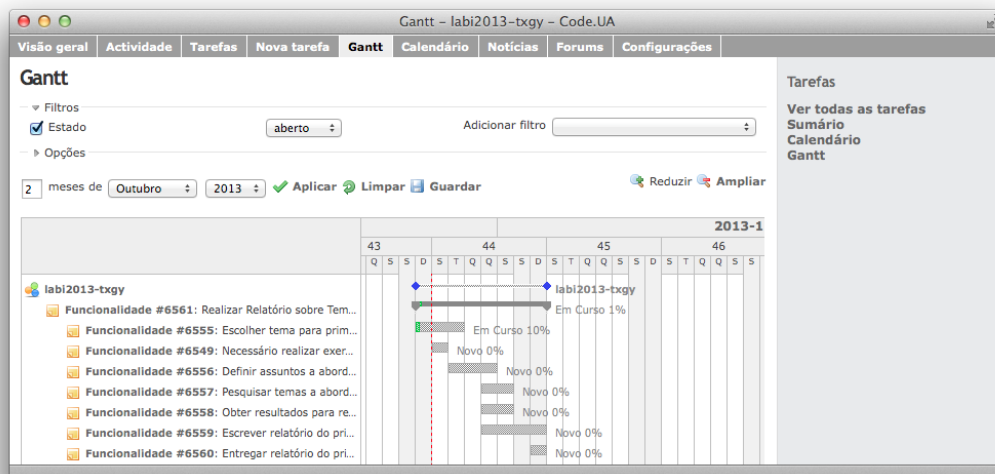 Gantt – labi2013-txgy – Code.UA
Visão geral Actividade Tarefas Nova tarefa Gantt Calendário Notícias Forums Configurações
Gantt
Filtros
Estado aberto Adicionar filtro
Opções
2 meses de Outubro 2013 Aplicar Limpar Guardar Reduzir Ampliar
2013-1
43 44 45 46
Q S S D S T Q Q S S D S T Q Q S S D S T Q Q S S
labi2013-txgy labi2013-txgy
Funcionalidade #6561: Realizar Relatório sobre Tem... Em Curso 1%
Funcionalidade #6555: Escolher tema para prim... Em Curso 10%
Funcionalidade #6549: Necessário realizar exer... Novo 0%
Funcionalidade #6556: Definir assuntos a abord... Novo 0%
Funcionalidade #6557: Pesquisar temas a abord... Novo 0%
Funcionalidade #6558: Obter resultados para re... Novo 0%
Funcionalidade #6559: Escrever relatório do pri... Novo 0%
Funcionalidade #6560: Entregar relatório do pri... Novo 0%
Tarefas
Ver todas as tarefas
Sumário
Calendário
Gantt